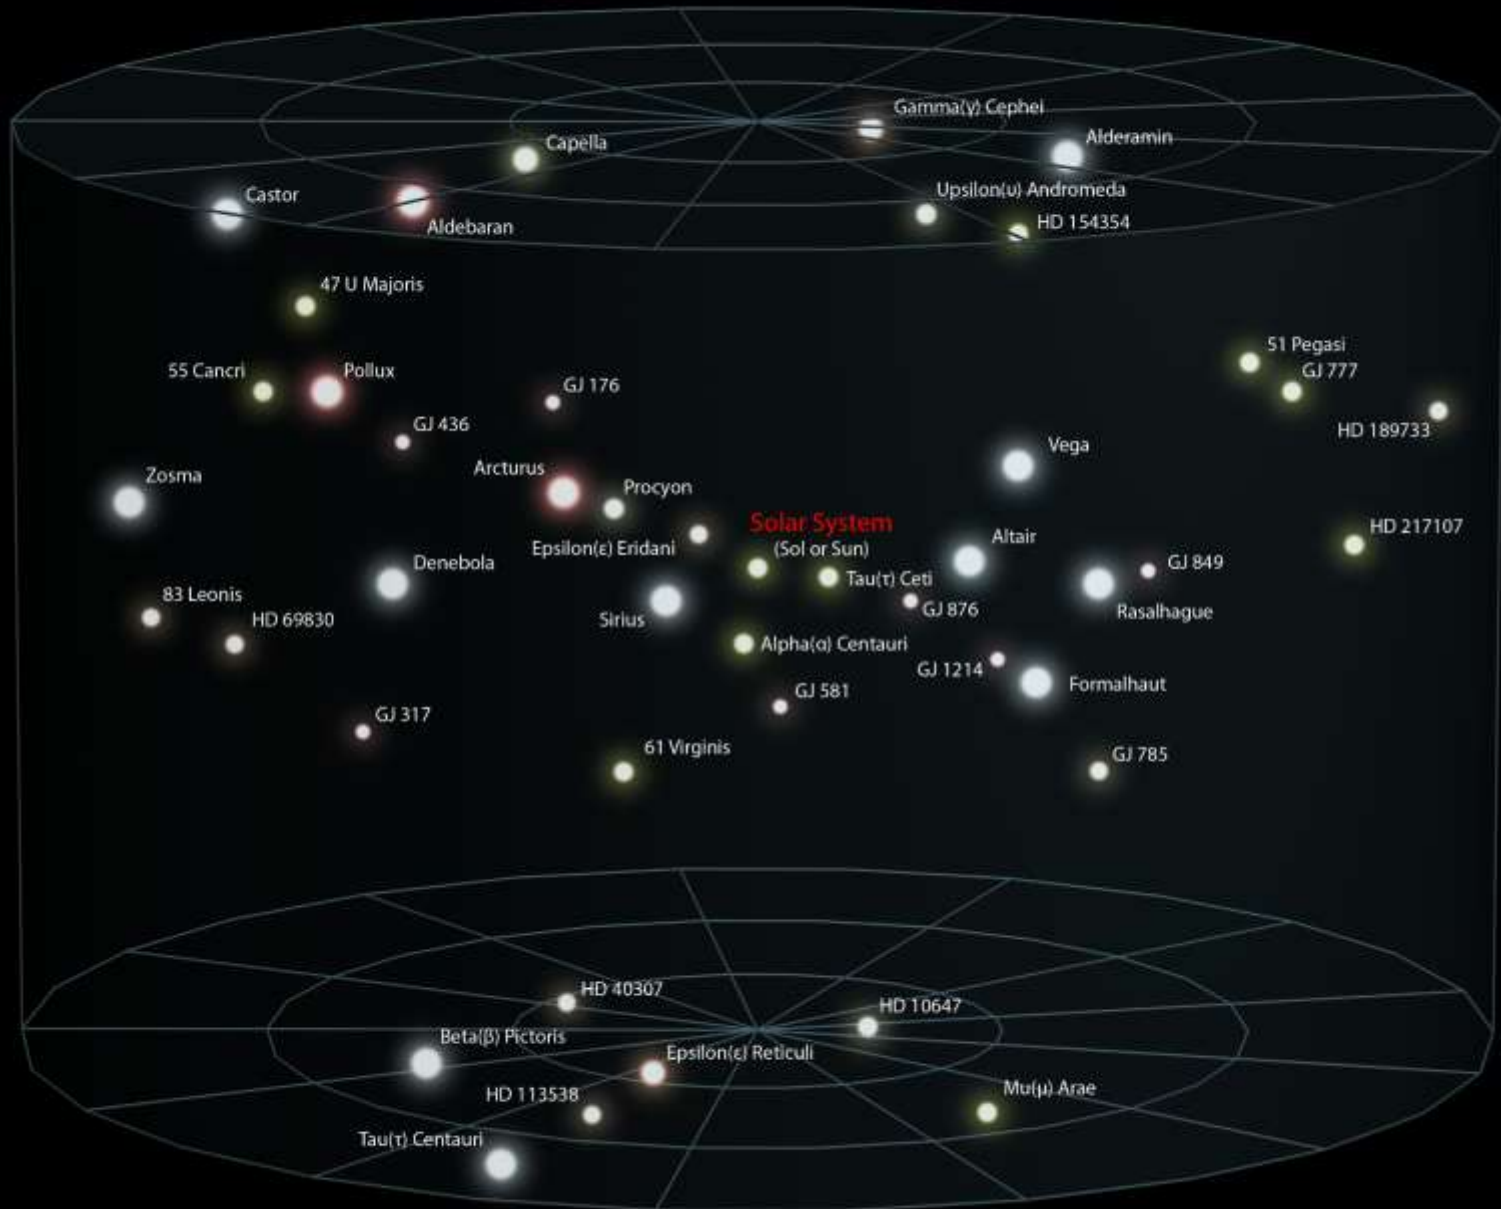 Gamma(γ) Cephei
Alderamin
Capella
Castor
Upsilon(υ) Andromeda
HD 154354
Aldebaran
47 U Majoris
51 Pegasi
55 Cancri
Pollux
GJ 777
GJ 176
GJ 436
HD 189733
Vega
Arcturus
Zosma
Procyon
Solar System
(Sol or Sun)
HD 217107
Epsilon(ε) Eridani
Altair
Denebola
GJ 849
Tau(τ) Ceti
83 Leonis
GJ 876
Rasalhague
HD 69830
Sirius
Alpha(α) Centauri
GJ 1214
Formalhaut
GJ 581
GJ 317
61 Virginis
GJ 785
HD 40307
HD 10647
Beta(β) Pictoris
Epsilon(ε) Reticuli
HD 113538
Mu(μ) Arae
Tau(τ) Centauri